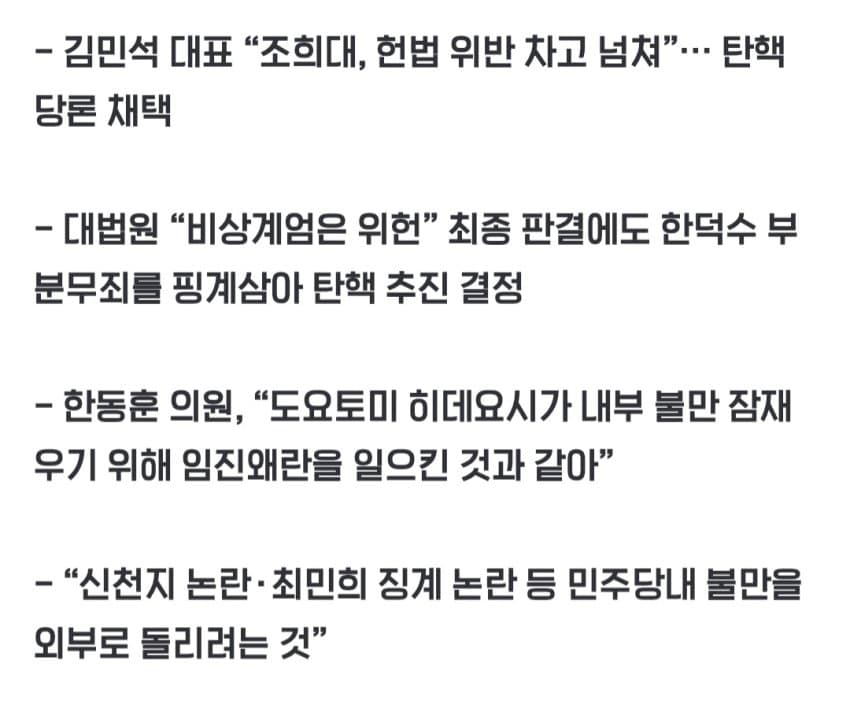 - 김민석 대표 “조희대, 헌법 위반 차고 넘쳐”… 탄핵
당론 채택
- 대법원 “비상계엄은 위헌” 최종 판결에도 한덕수 부
분무죄를 핑계삼아 탄핵 추진 결정
- 한동훈 의원, “도요토미 히데요시가 내부 불만 잠재
우기 위해 임진왜란을 일으킨 것과 같아”
- “신천지 논란·최민희 징계 논란 등 민주당내 불만을
외부로 돌리려는 것”